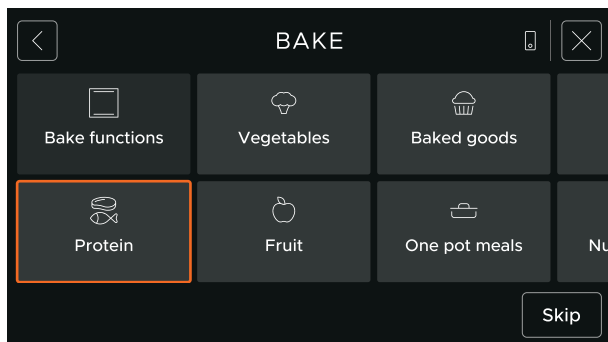 BAKE
Bake functions
Vegetables
Baked goods
Protein
Fruit
One pot meals
Skip